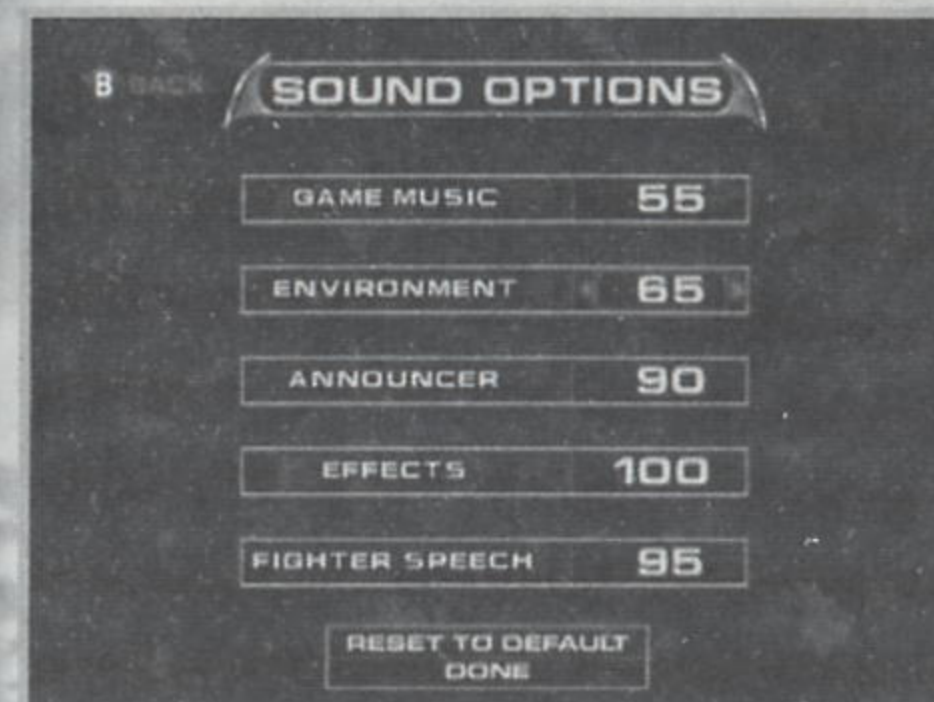 B BACK
SOUND OPTIONS
GAME MUSIC 55
ENVIRONMENT 65
ANNOUNCER 90
EFFECTS 100
FIGHTER SPEECH 95
RESET TO DEFAULT
DONE